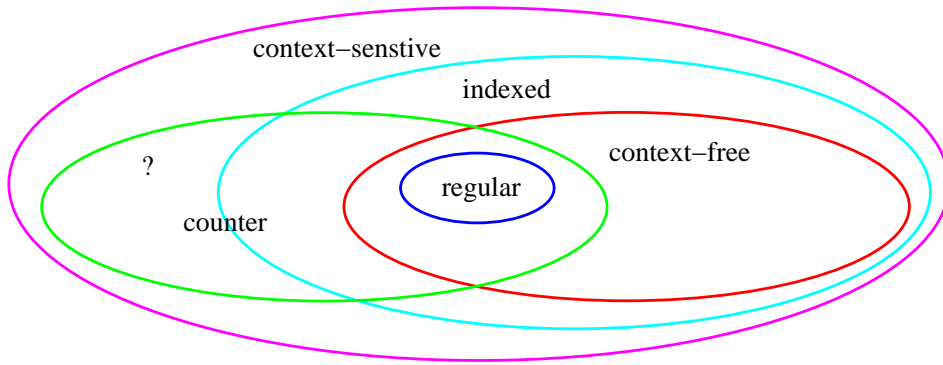 context−senstive
indexed
context−free
?
regular
counter